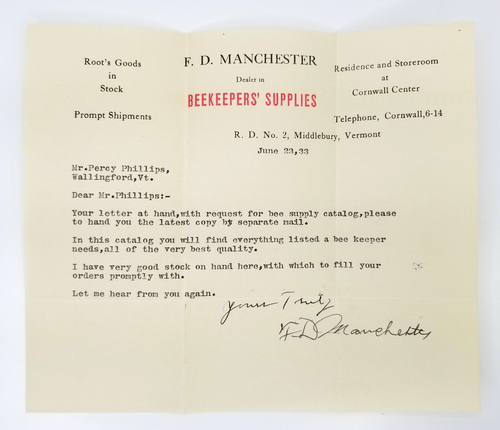 Root's Goods
in
Stock
Prompt Shipments
F. D. MANCHESTER
Dealer in
BEEKEEPERS' SUPPLIES
R. D. No. 2, Middlebury, Vermont
Residence and Storeroom
at
Cornwall Center
Telephone, Cornwall, 6-14
June 23,33
Mr.Percy Phillips,
Wallingford,Vt.
Dear Mr.Phillips:-
Your letter at hand,with request for bee supply catalog,please
to hand you the latest copy by separate mail.
In this catalog you will find everything listed a bee keeper
needs,all of the very best quality.
I have very good stock on hand here,with which to fill your
orders promptly with.
Let me hear from you again.
Yours Truly
F D Manchester